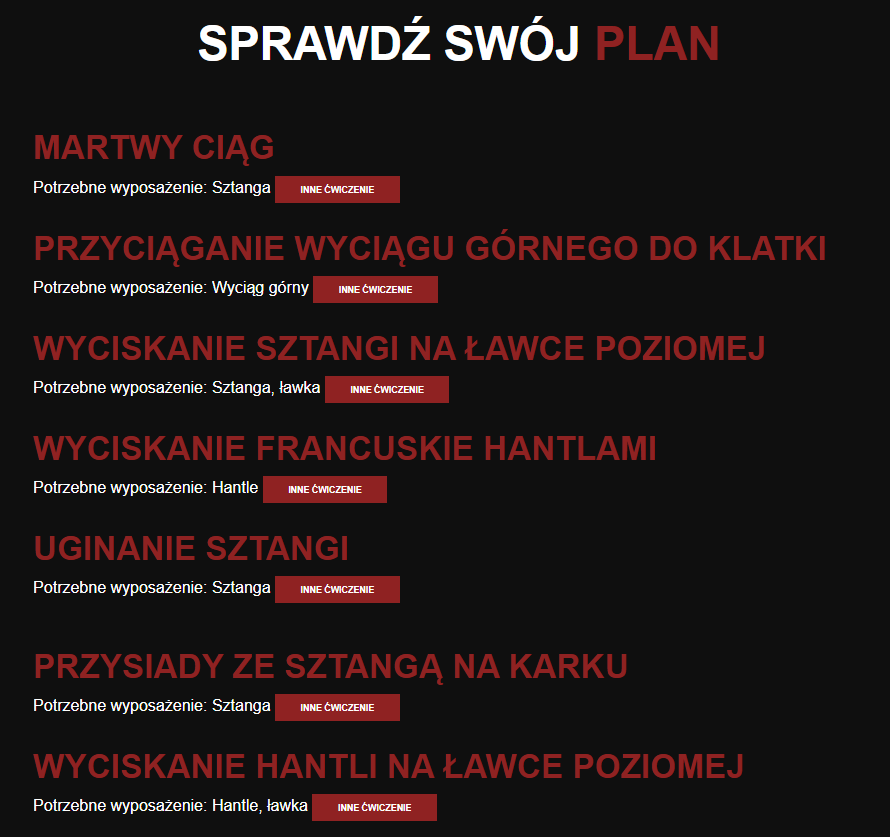 SPRAWDŹ SWÓJ PLAN
MARTWY CIĄG
Potrzebne wyposażenie: Sztanga INNE ĆWICZENIE
PRZYCIĄGANIE WYCIĄGU GÓRNEGO DO KLATKI
Potrzebne wyposażenie: Wyciąg górny INNE ĆWICZENIE
WYCISKANIE SZTANGI NA ŁAWCE POZIOMEJ
Potrzebne wyposażenie: Sztanga, ławka INNE ĆWICZENIE
WYCISKANIE FRANCUSKIE HANTLAMI
Potrzebne wyposażenie: Hantle INNE ĆWICZENIE
UGINANIE SZTANGI
Potrzebne wyposażenie: Sztanga INNE ĆWICZENIE
PRZYSIADY ZE SZTANGĄ NA KARKU
Potrzebne wyposażenie: Sztanga INNE ĆWICZENIE
WYCISKANIE HANTLI NA ŁAWCE POZIOMEJ
Potrzebne wyposażenie: Hantle, ławka INNE ĆWICZENIE